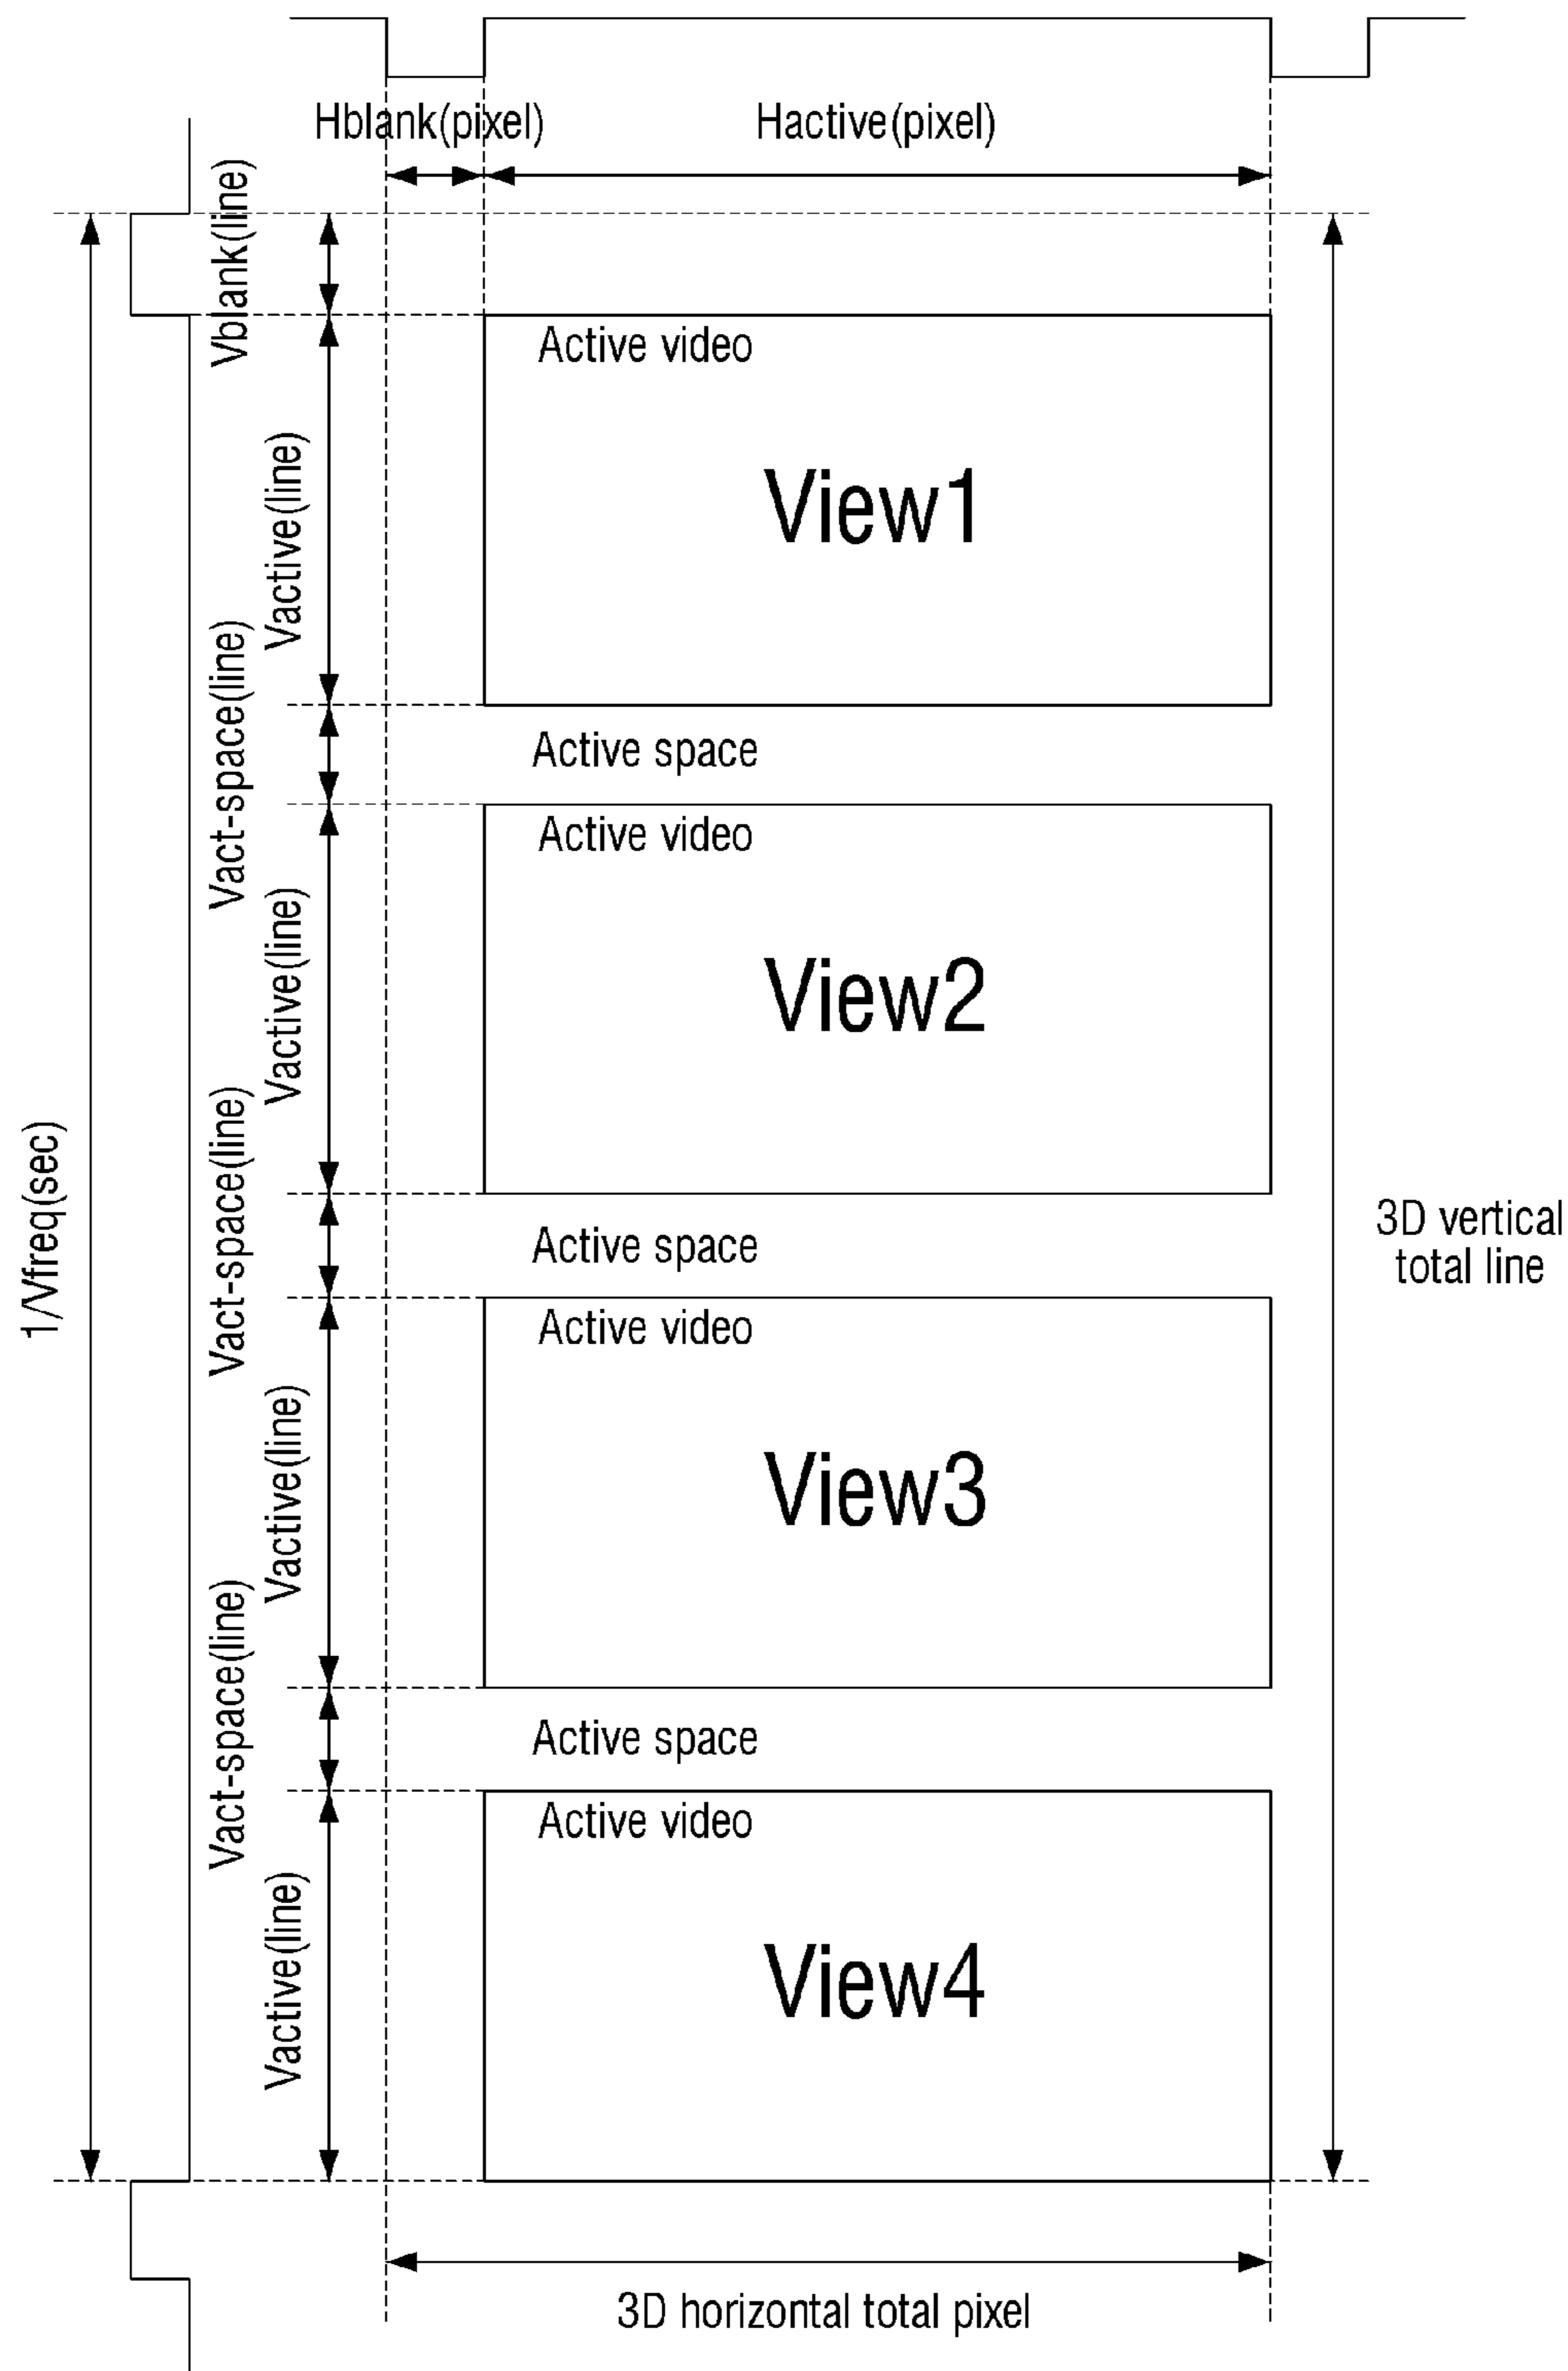 Hblank(pixel)
Hactive(pixel)
Vblank(line)
Active video
View1
Vactive(line)
Vact-space(line)
Active space
Active video
View2
Vactive(line)
Vact-space(line)
Active space
1/Vfreq(sec)
3D vertical
total line
Active video
View3
Vactive(line)
Vact-space(line)
Active space
Active video
View4
Vactive(line)
3D horizontal total pixel